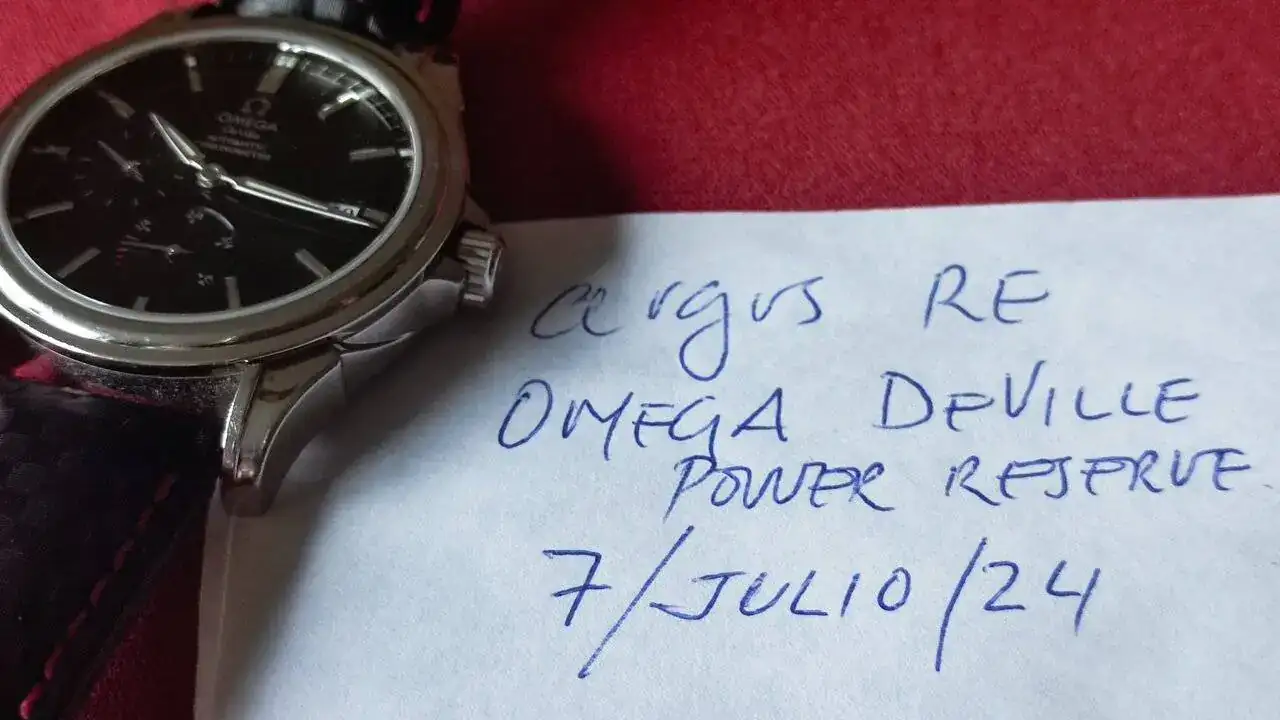 Ω
OMEGA
De Ville
AUTOMATIC
CHRONOMETER
argus RE
OMEGA DEVILLE
POWER RESERVE
7/JULIO/24